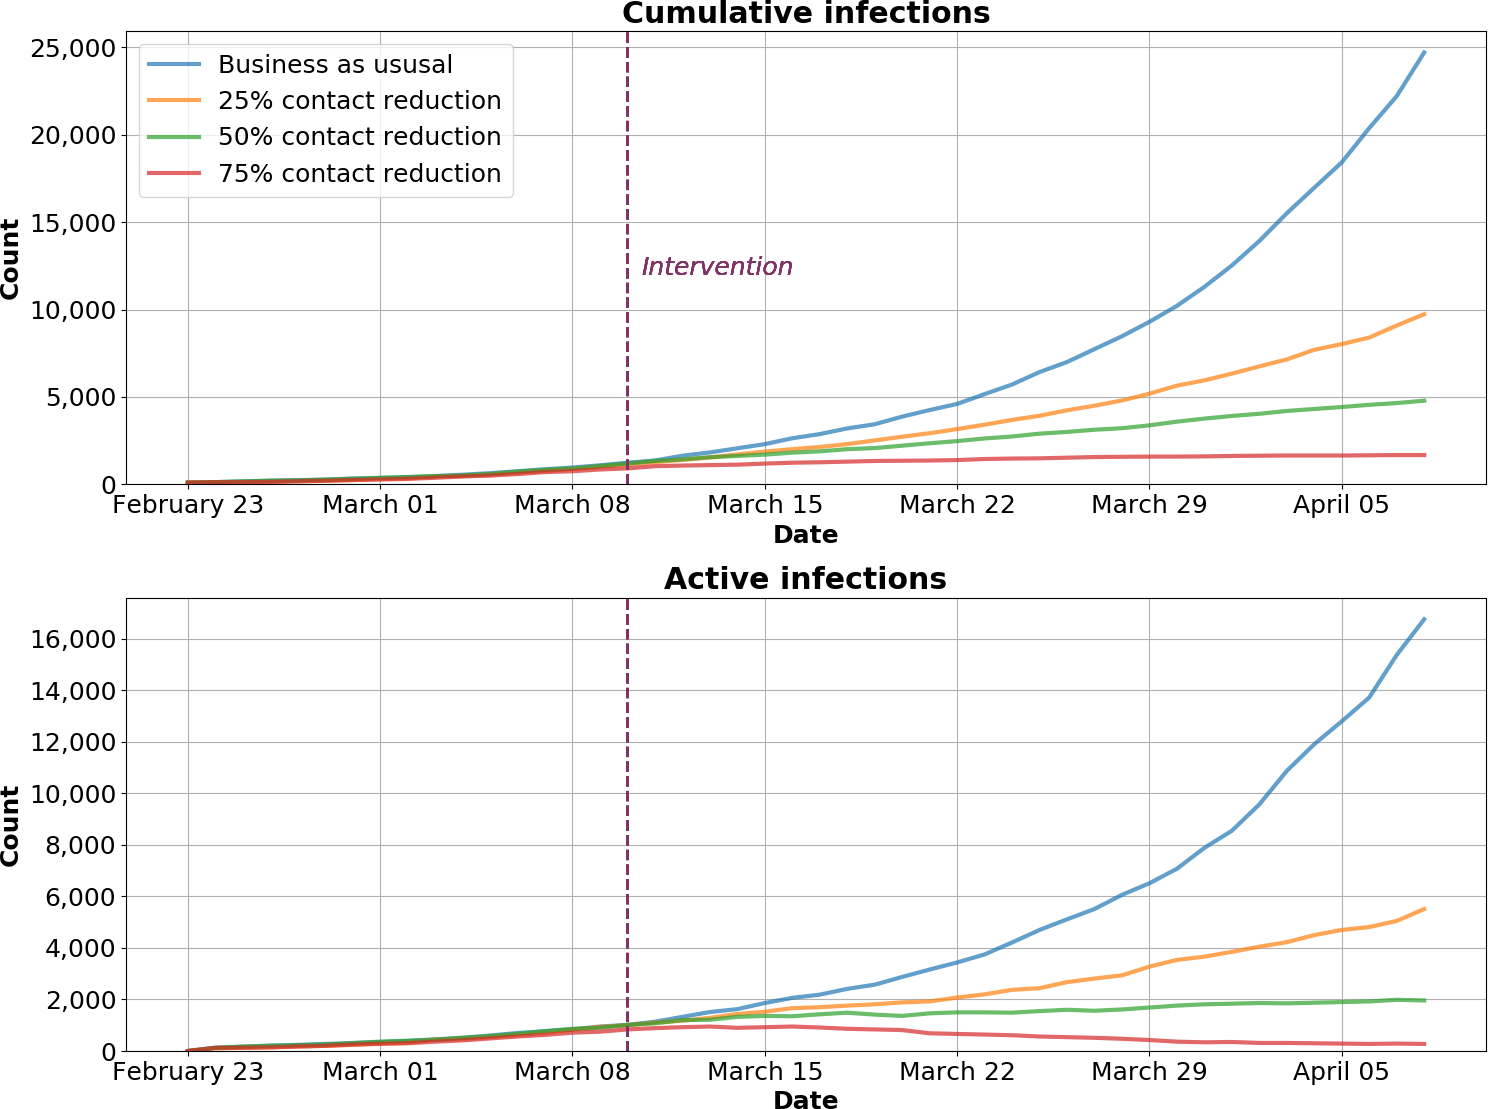 Cumulative infections
25,000
20,000
15,000
10,000
5,000
0
Count
Business as ususal
25% contact reduction
50% contact reduction
75% contact reduction
Intervention
February 23 March 01 March 08 March 15 March 22 March 29 April 05
Date
Active infections
16,000
14,000
12,000
10,000
8,000
6,000
4,000
2,000
0
Count
February 23 March 01 March 08 March 15 March 22 March 29 April 05
Date